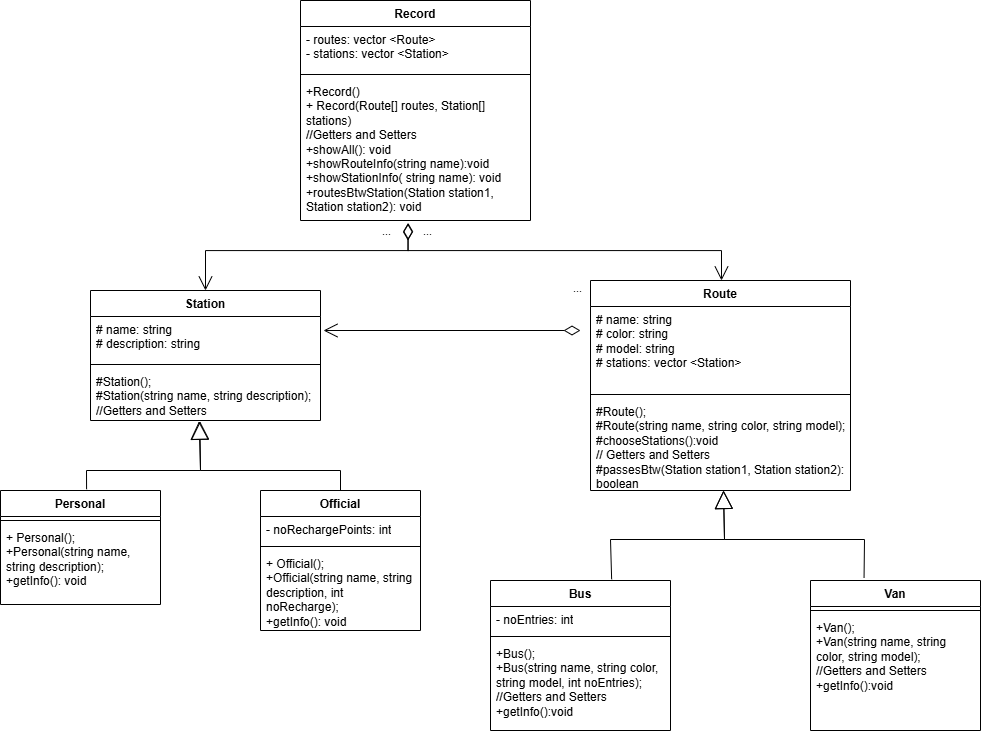 Record
- routes: vector <Route>
- stations: vector <Station>
+Record()
+ Record(Route[] routes, Station[]
stations)
//Getters and Setters
+showAll(): void
+showRouteInfo(string name):void
+showStationInfo( string name): void
+routesBtwStation(Station station1,
Station station2): void
... ...
Station
# name: string
# description: string
#Station();
#Station(string name, string description);
//Getters and Setters
...
Route
# name: string
# color: string
# model: string
# stations: vector <Station>
#Route();
#Route(string name, string color, string model);
#chooseStations():void
// Getters and Setters
#passesBtw(Station station1, Station station2):
boolean
Personal
+ Personal();
+Personal(string name,
string description);
+getInfo(): void
Official
- noRechargePoints: int
+ Official();
+Official(string name, string
description, int
noRecharge);
+getInfo(): void
Bus
- noEntries: int
+Bus();
+Bus(string name, string color,
string model, int noEntries);
//Getters and Setters
+getInfo():void
Van
+Van();
+Van(string name, string
color, string model);
//Getters and Setters
+getInfo():void